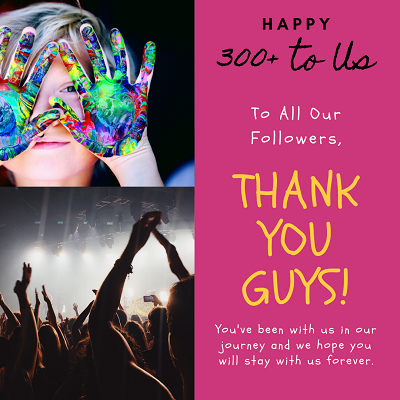 HAPPY
300+ to Us
To All Our
Followers,
THANK
YOU
GUYS!
You've been with us in our
journey and we hope you
will stay with us forever.